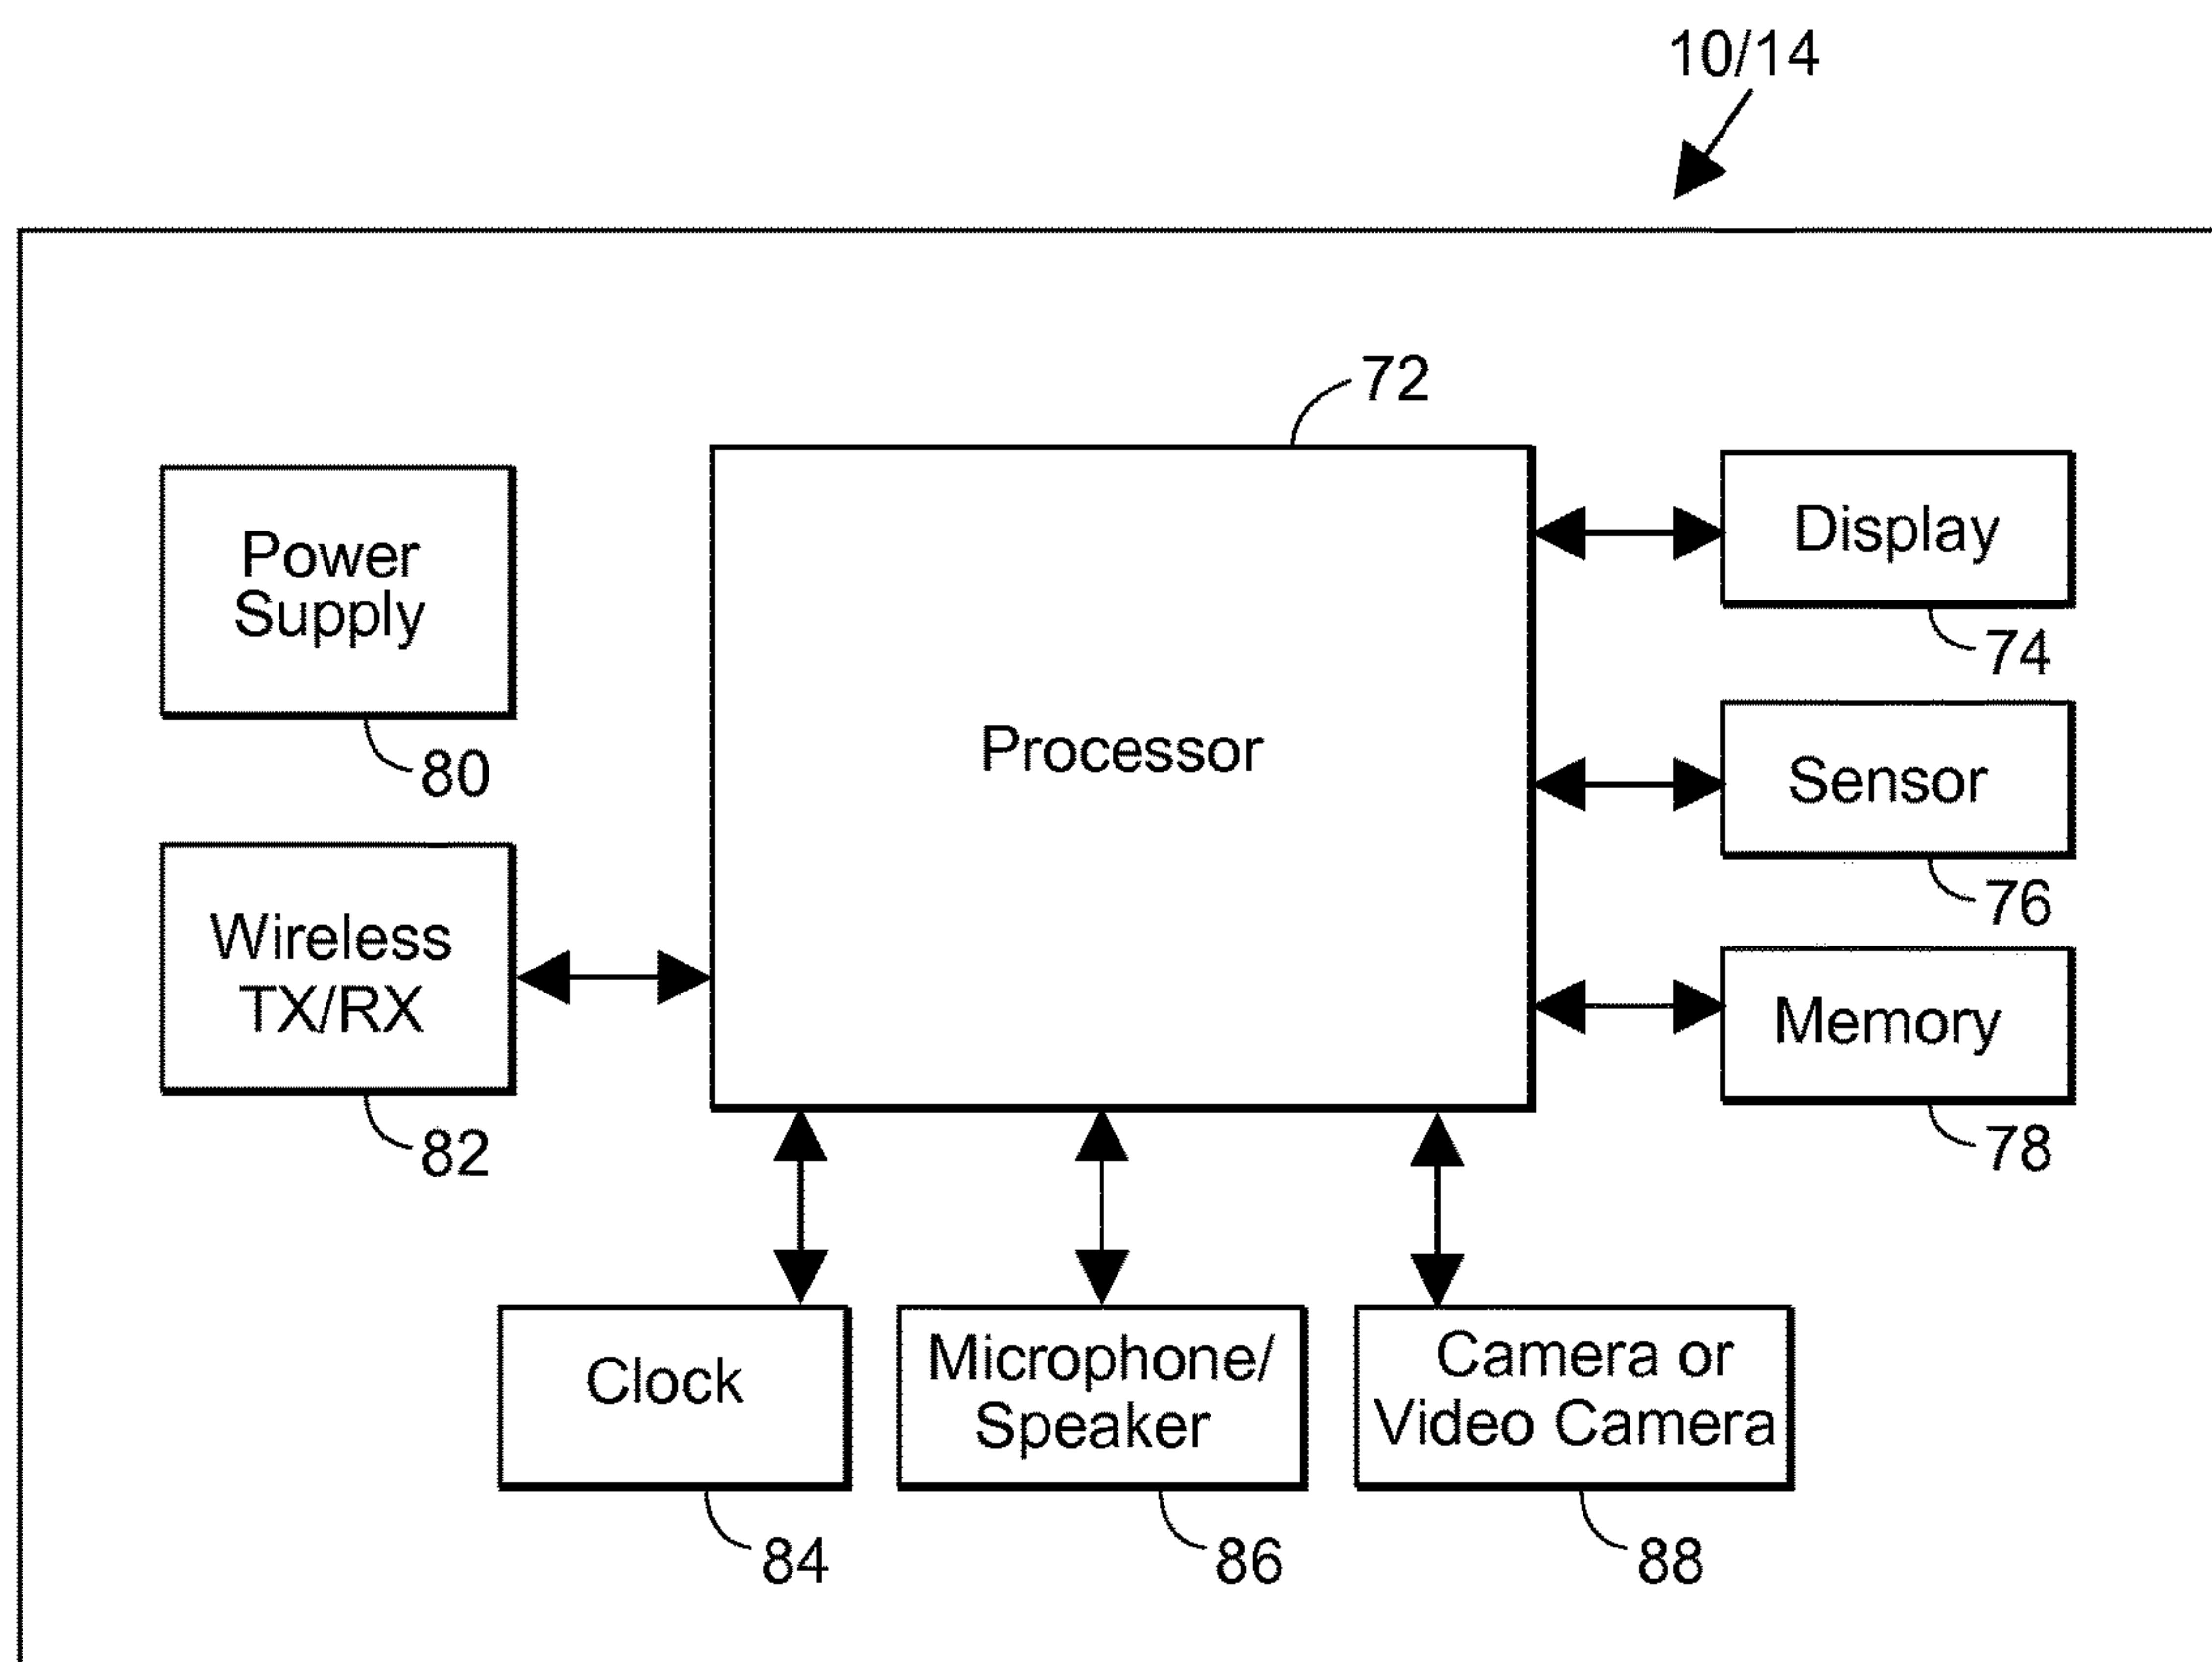 10/14
72
Power
Supply
80
Processor
Display
74
Sensor
76
Wireless
TX/RX
82
Memory
78
Clock
84
Microphone/
Speaker
86
Camera or
Video Camera
88